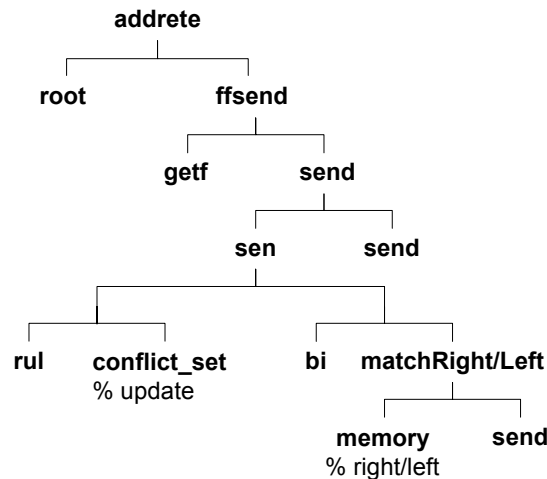 addrete
root ffsend
getf send
sen send
rul conflict_set bi matchRight/Left
% update
memory send
% right/left